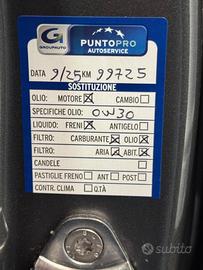 G GROUPAUTO
PUNTOPRO
AUTOSERVICE
DATA 9/25 KM 99725
SOSTITUZIONE
OLIO: MOTORE ☒ CAMBIO ☐
SPECIFICHE OLIO: 0W30
LIQUIDO: FRENI ☒ ANTIGELO ☐
FILTRO: CARBURANTE ☒ OLIO ☒
FILTRO: ARIA ☒ ABIT. ☒
CANDELE ☐
PASTIGLIE FRENO ☐ ANT ☐ POST ☐
CONTR. CLIMA ☐ Q.TÀ
subito